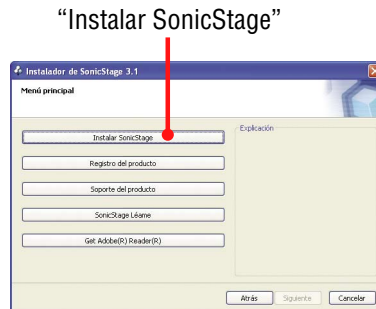 “Instalar SonicStage”
Instalador de SonicStage 3.1
Menú principal
Explicación
Instalar SonicStage
Registro del producto
Soporte del producto
SonicStage Léame
Get Adobe(R) Reader(R)
Atrás Siguiente Cancelar